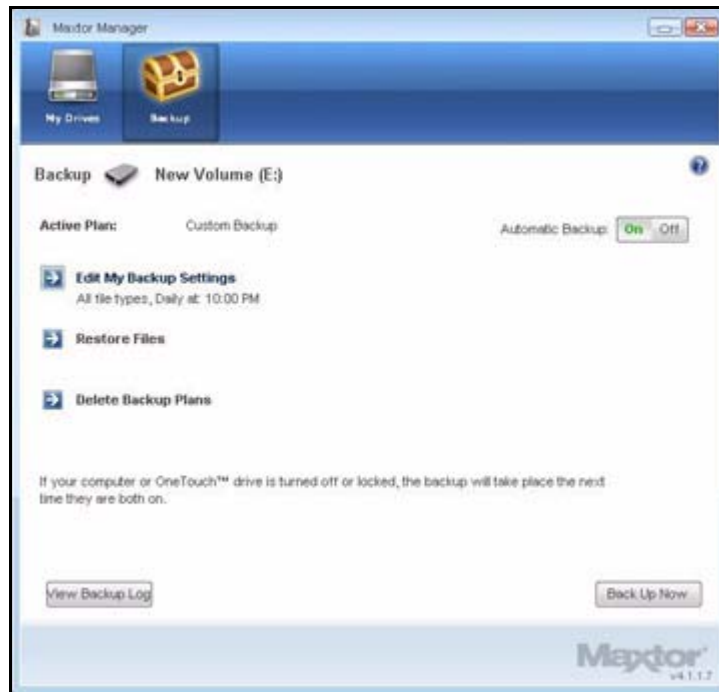 Maxtor Manager
My Drives
Backup
Backup New Volume (E:)
Active Plan: Custom Backup
Automatic Backup: On Off
Edit My Backup Settings
All file types, Daily at: 10:00 PM
Restore Files
Delete Backup Plans
If your computer or OneTouch™ drive is turned off or locked, the backup will take place the next
time they are both on.
View Backup Log
Back Up Now
Maxtor
v4.1.1.7